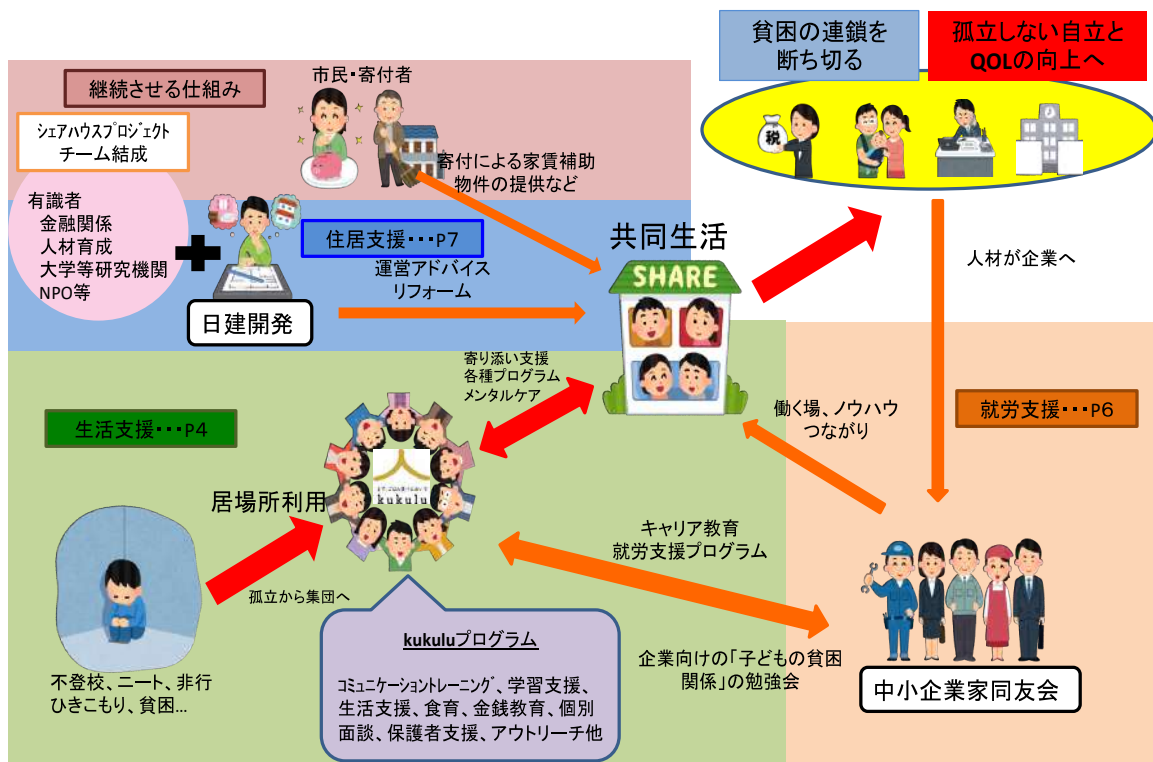 貧困の連鎖を
断ち切る
孤立しない自立と
QOLの向上へ
継続させる仕組み
市民・寄付者
シェアハウスプロジェクト
チーム結成
税
寄付による家賃補助
物件の提供など
有識者
金融関係
人材育成
大学等研究機関
NPO等
住居支援・・・P7
共同生活
人材が企業へ
運営アドバイス
リフォーム
SHARE
日建開発
寄り添い支援
各種プログラム
メンタルケア
働く場、ノウハウ
つながり
就労支援・・・P6
生活支援・・・P4
kukulu
居場所利用
キャリア教育
就労支援プログラム
孤立から集団へ
kukuluプログラム
コミュニケーショントレーニング、学習支援、
生活支援、食育、金銭教育、個別
面談、保護者支援、アウトリーチ他
企業向けの「子どもの貧困
関係」の勉強会
中小企業家同友会
不登校、ニート、非行
ひきこもり、貧困...